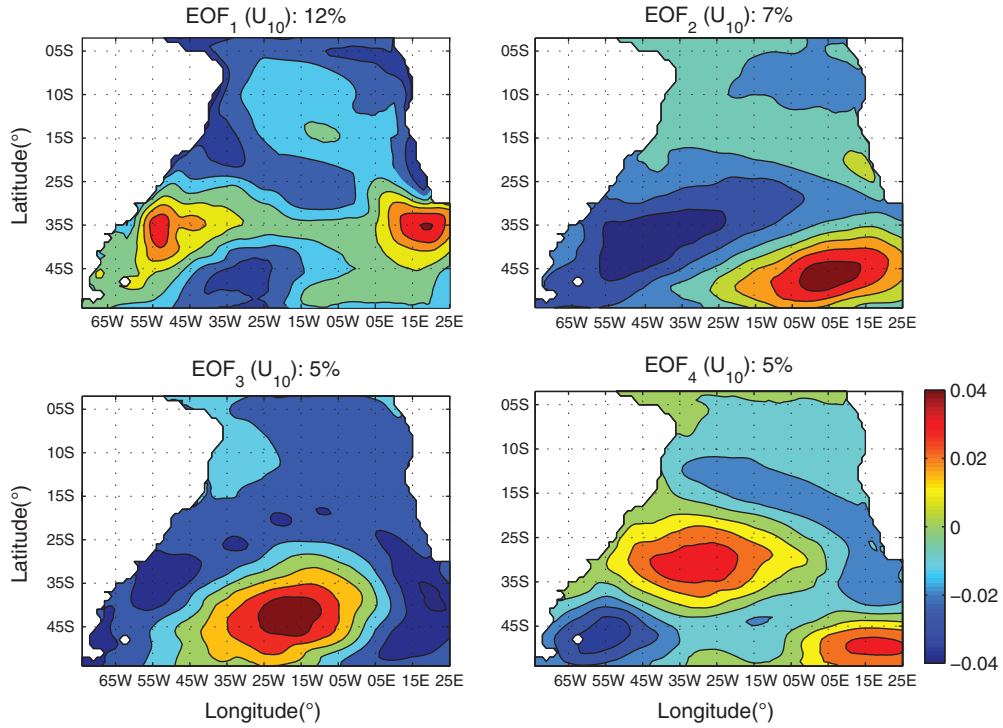 EOF1 (U10): 12%
EOF2 (U10): 7%
Latitude(°)
05S
10S
15S
25S
35S
45S
05S
10S
15S
25S
35S
45S
65W 55W 45W 35W 25W 15W 05W 05E 15E 25E
65W 55W 45W 35W 25W 15W 05W 05E 15E 25E
EOF3 (U10): 5%
EOF4 (U10): 5%
Latitude(°)
05S
10S
15S
25S
35S
45S
05S
10S
15S
25S
35S
45S
0.04
0.02
0
−0.02
−0.04
65W 55W 45W 35W 25W 15W 05W 05E 15E 25E
65W 55W 45W 35W 25W 15W 05W 05E 15E 25E
Longitude(°)
Longitude(°)